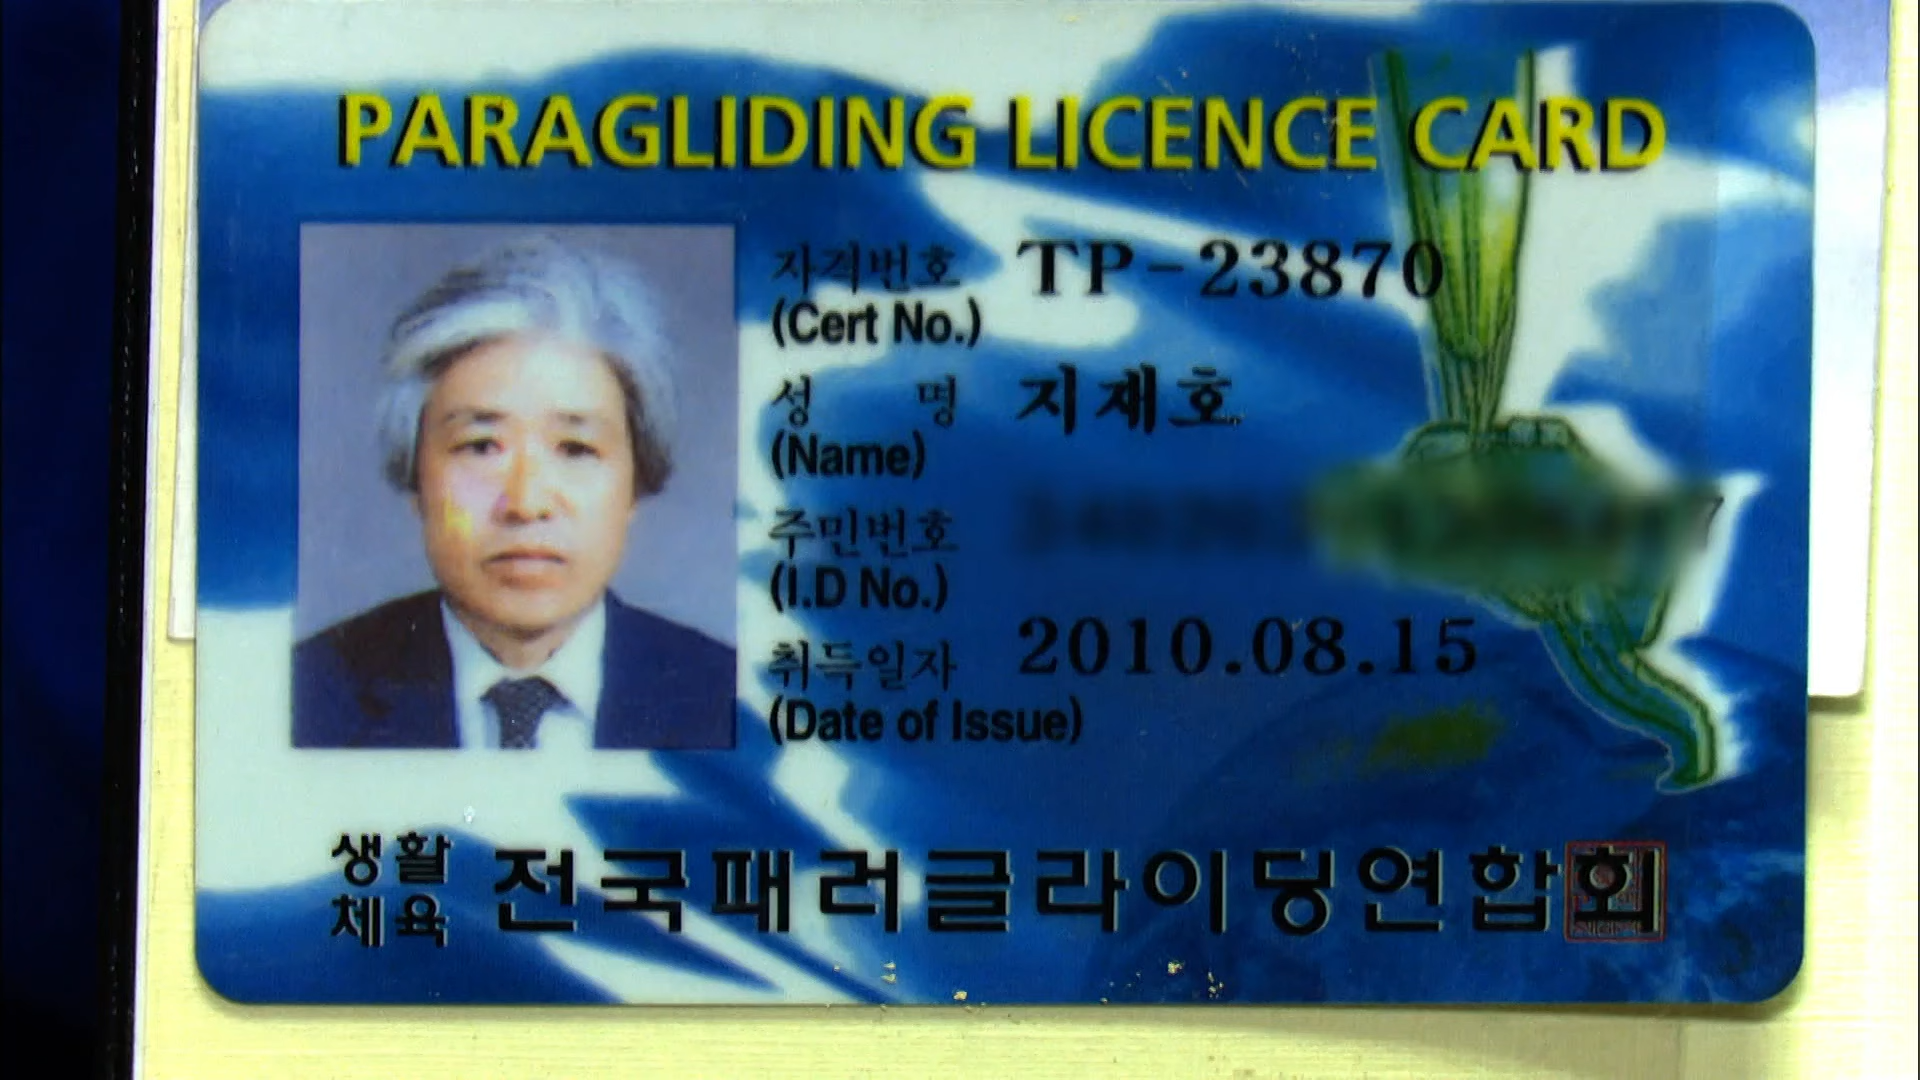 PARAGLIDING LICENCE CARD
자격번호 TP-23870
(Cert No.)
성 명 지재호
(Name)
주민번호
(I.D No.)
취득일자 2010.08.15
(Date of Issue)
생활체육 전국패러글라이딩연합회